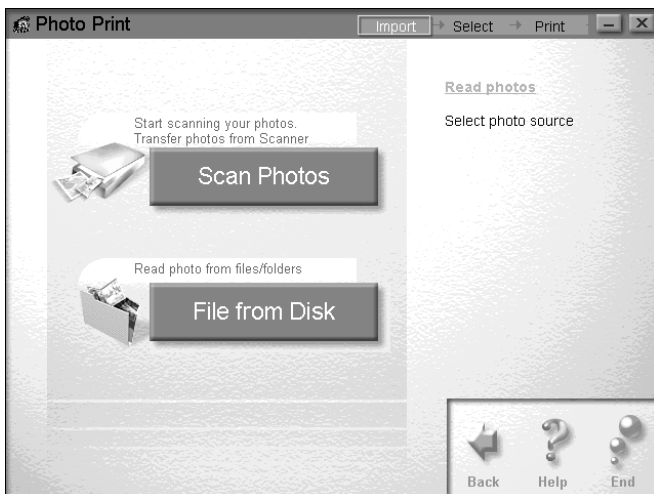 Photo Print
Import Select Print
Read photos
Select photo source
Start scanning your photos.
Transfer photos from Scanner
Scan Photos
Read photo from files/folders
File from Disk
Back Help End